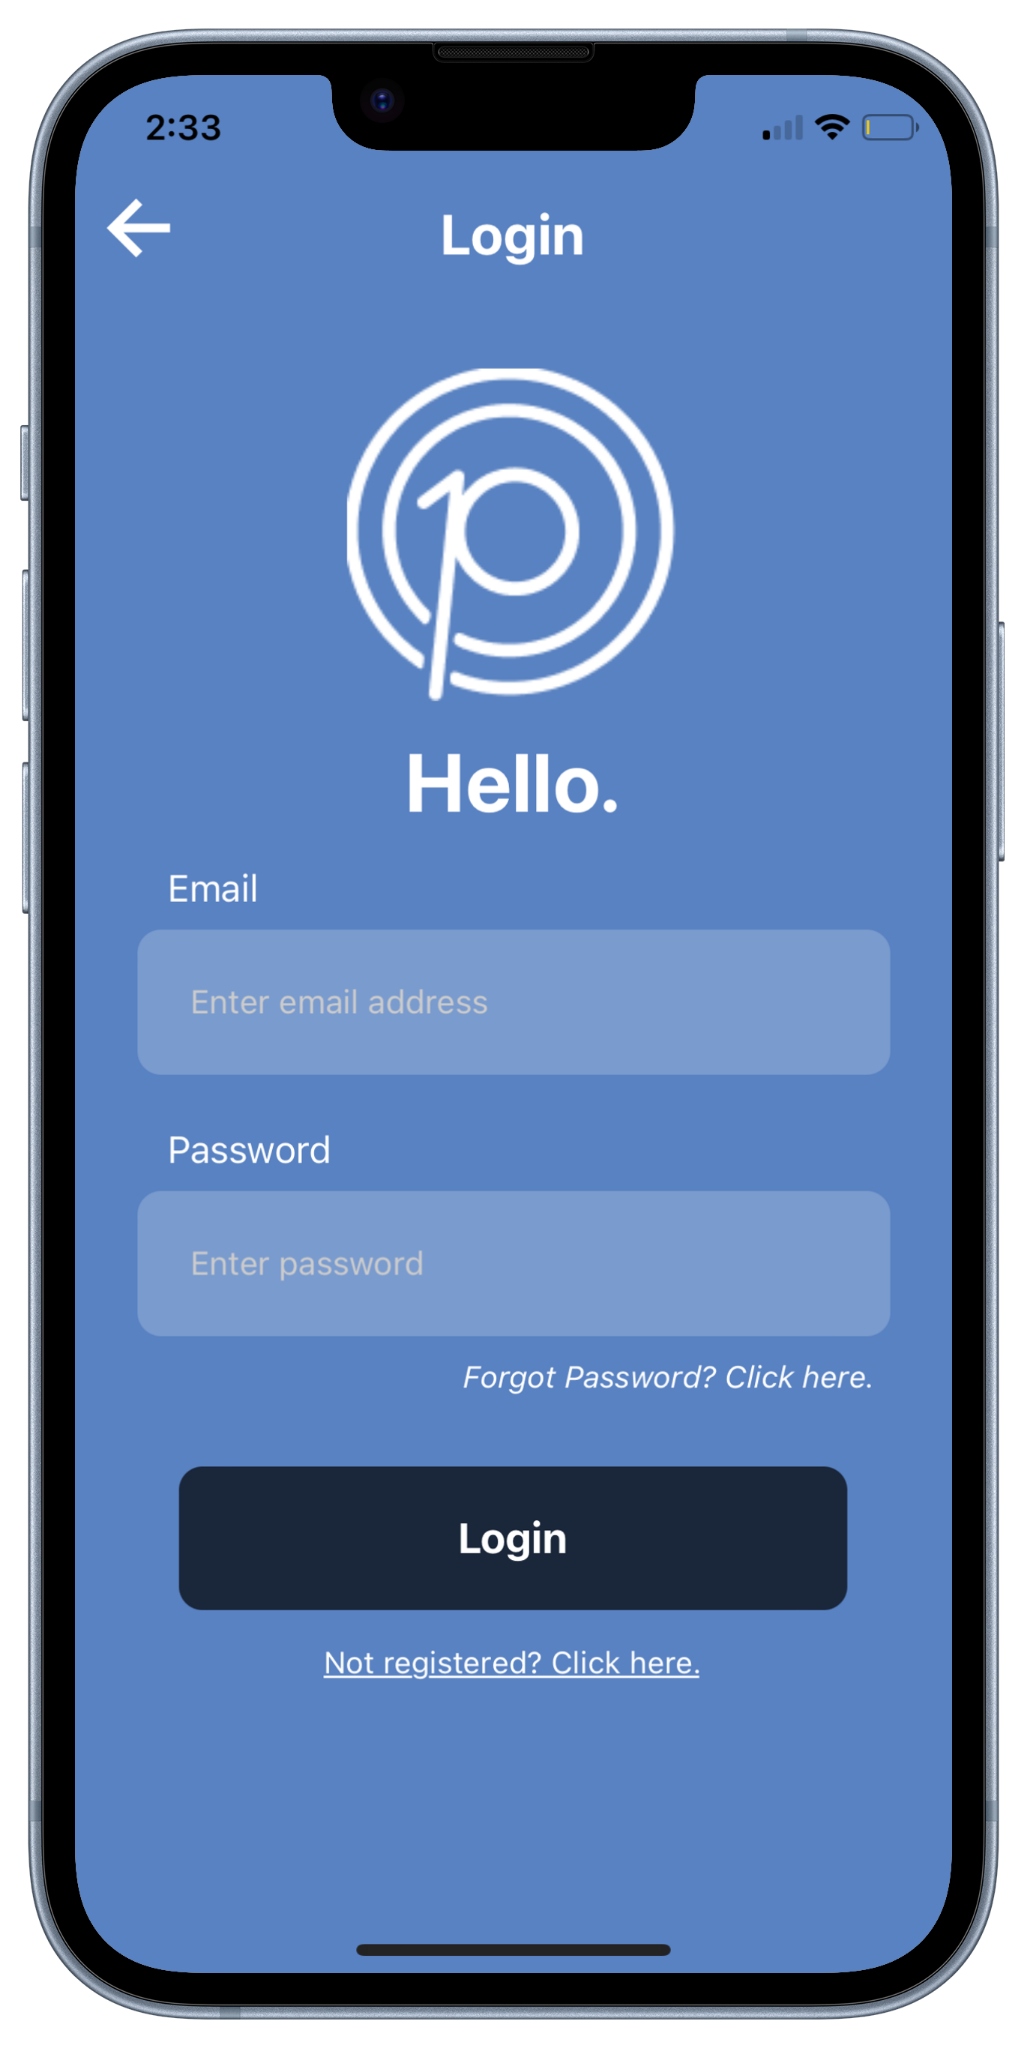 2:33
Login
Hello.
Email
Enter email address
Password
Enter password
Forgot Password? Click here.
Login
Not registered? Click here.